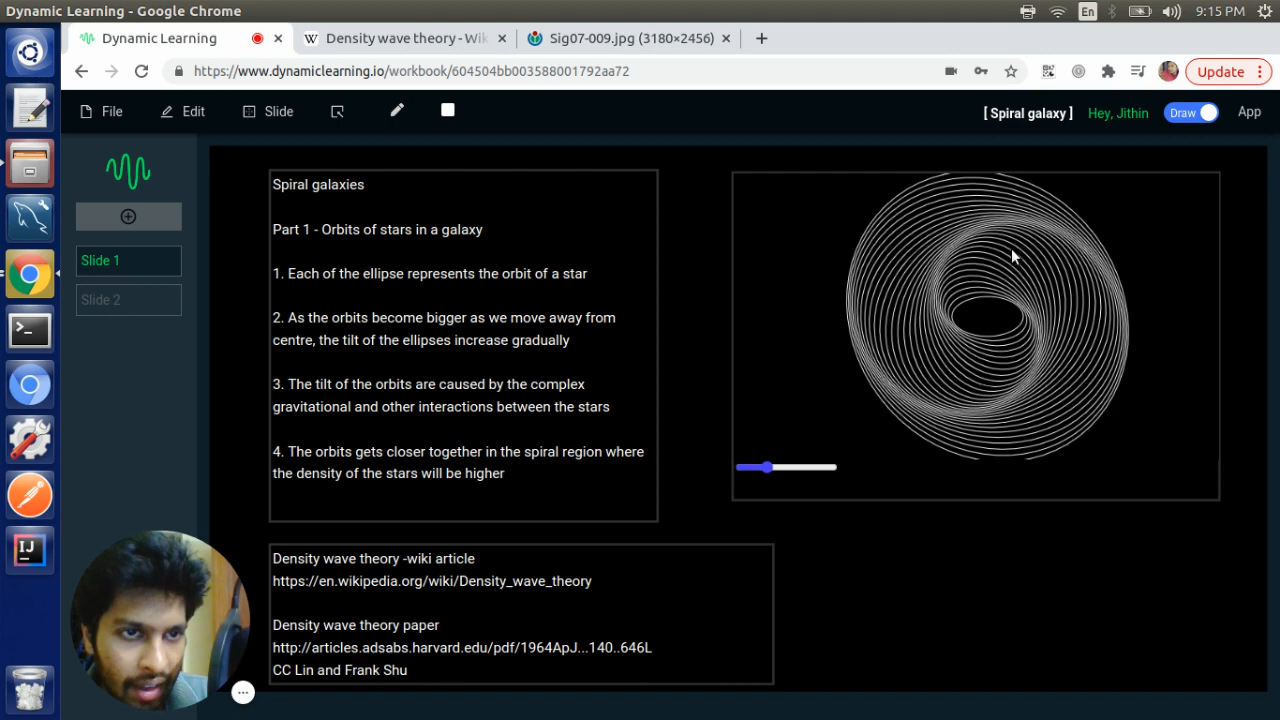 Dynamic Learning - Google Chrome
En
9:15 PM
Dynamic Learning
W Density wave theory - Wik
Sig07-009.jpg (3180×2456)
https://www.dynamiclearning.io/workbook/604504bb003588001792aa72
Update
File
Edit
Slide
[ Spiral galaxy ]
Hey, Jithin
Draw
App
Slide 1
Slide 2
Spiral galaxies
Part 1 - Orbits of stars in a galaxy
1. Each of the ellipse represents the orbit of a star
2. As the orbits become bigger as we move away from
centre, the tilt of the ellipses increase gradually
3. The tilt of the orbits are caused by the complex
gravitational and other interactions between the stars
4. The orbits gets closer together in the spiral region where
the density of the stars will be higher
Density wave theory -wiki article
https://en.wikipedia.org/wiki/Density_wave_theory
Density wave theory paper
http://articles.adsabs.harvard.edu/pdf/1964ApJ...140..646L
CC Lin and Frank Shu
IJ